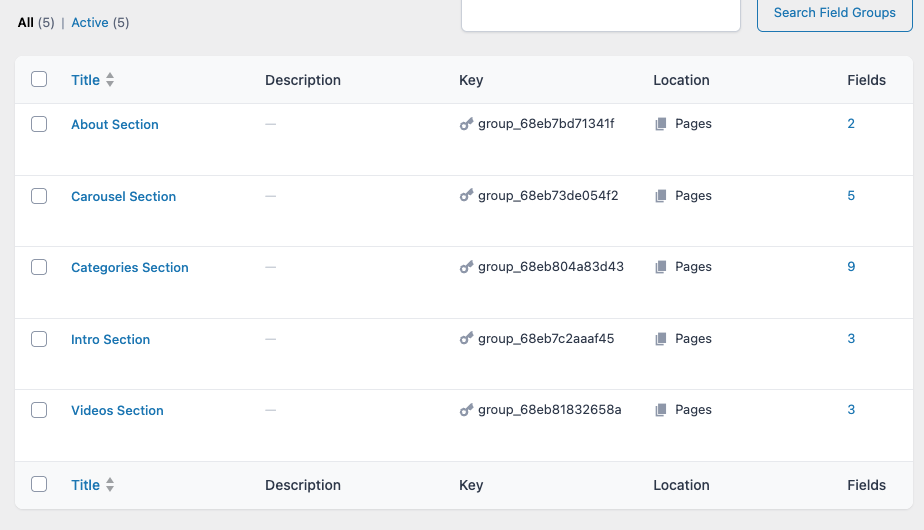 All (5) | Active (5)
Search Field Groups
Title Description Key Location Fields
About Section — group_68eb7bd71341f Pages 2
Carousel Section — group_68eb73de054f2 Pages 5
Categories Section — group_68eb804a83d43 Pages 9
Intro Section — group_68eb7c2aaaf45 Pages 3
Videos Section — group_68eb81832658a Pages 3
Title Description Key Location Fields